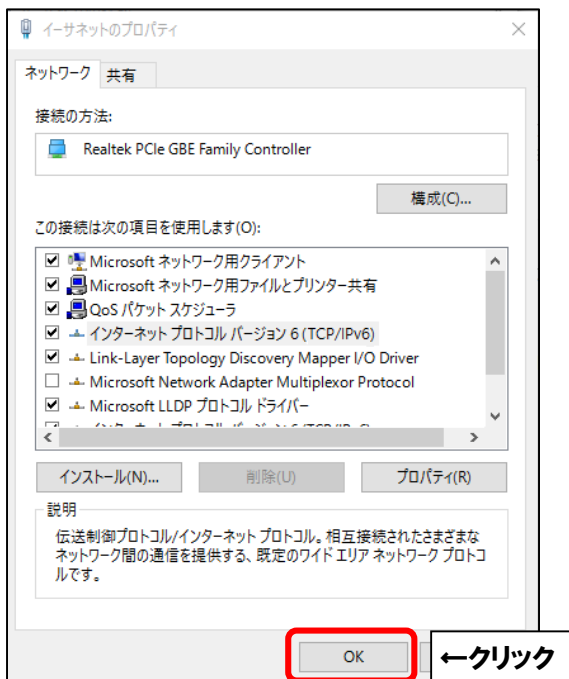 イーサネットのプロパティ
ネットワーク 共有
接続の方法:
Realtek PCIe GBE Family Controller
構成(C)...
この接続は次の項目を使用します(O):
Microsoft ネットワーク用クライアント
Microsoft ネットワーク用ファイルとプリンター共有
QoS パケット スケジューラ
インターネット プロトコル バージョン 6 (TCP/IPv6)
Link-Layer Topology Discovery Mapper I/O Driver
Microsoft Network Adapter Multiplexor Protocol
Microsoft LLDP プロトコル ドライバー
インストール(N)... 削除(U) プロパティ(R)
説明
伝送制御プロトコル/インターネット プロトコル。相互接続されたさまざまな
ネットワーク間の通信を提供する、既定のワイド エリア ネットワーク プロトコ
ルです。
OK ←クリック